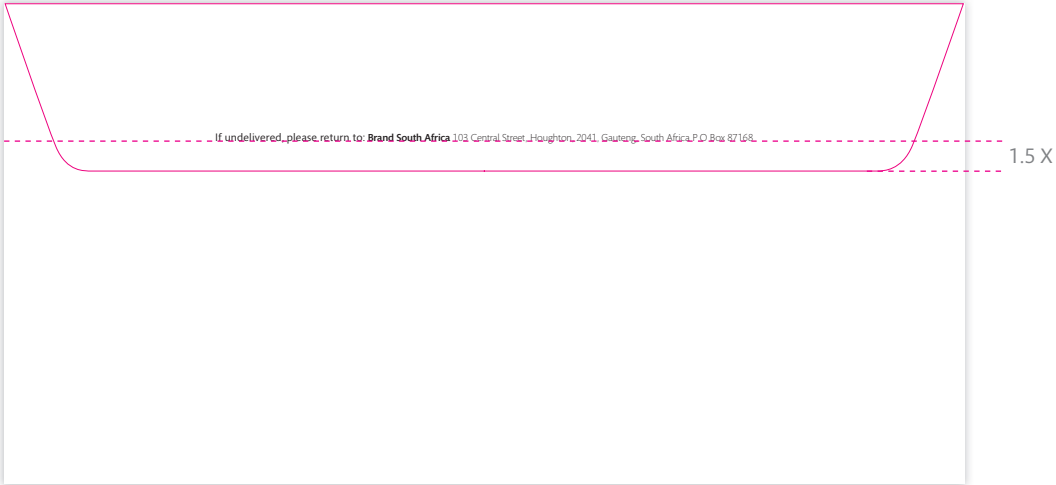 If undelivered, please return to: Brand South Africa 103 Central Street, Houghton, 2041, Gauteng, South Africa P.O Box 87168,
1.5 X